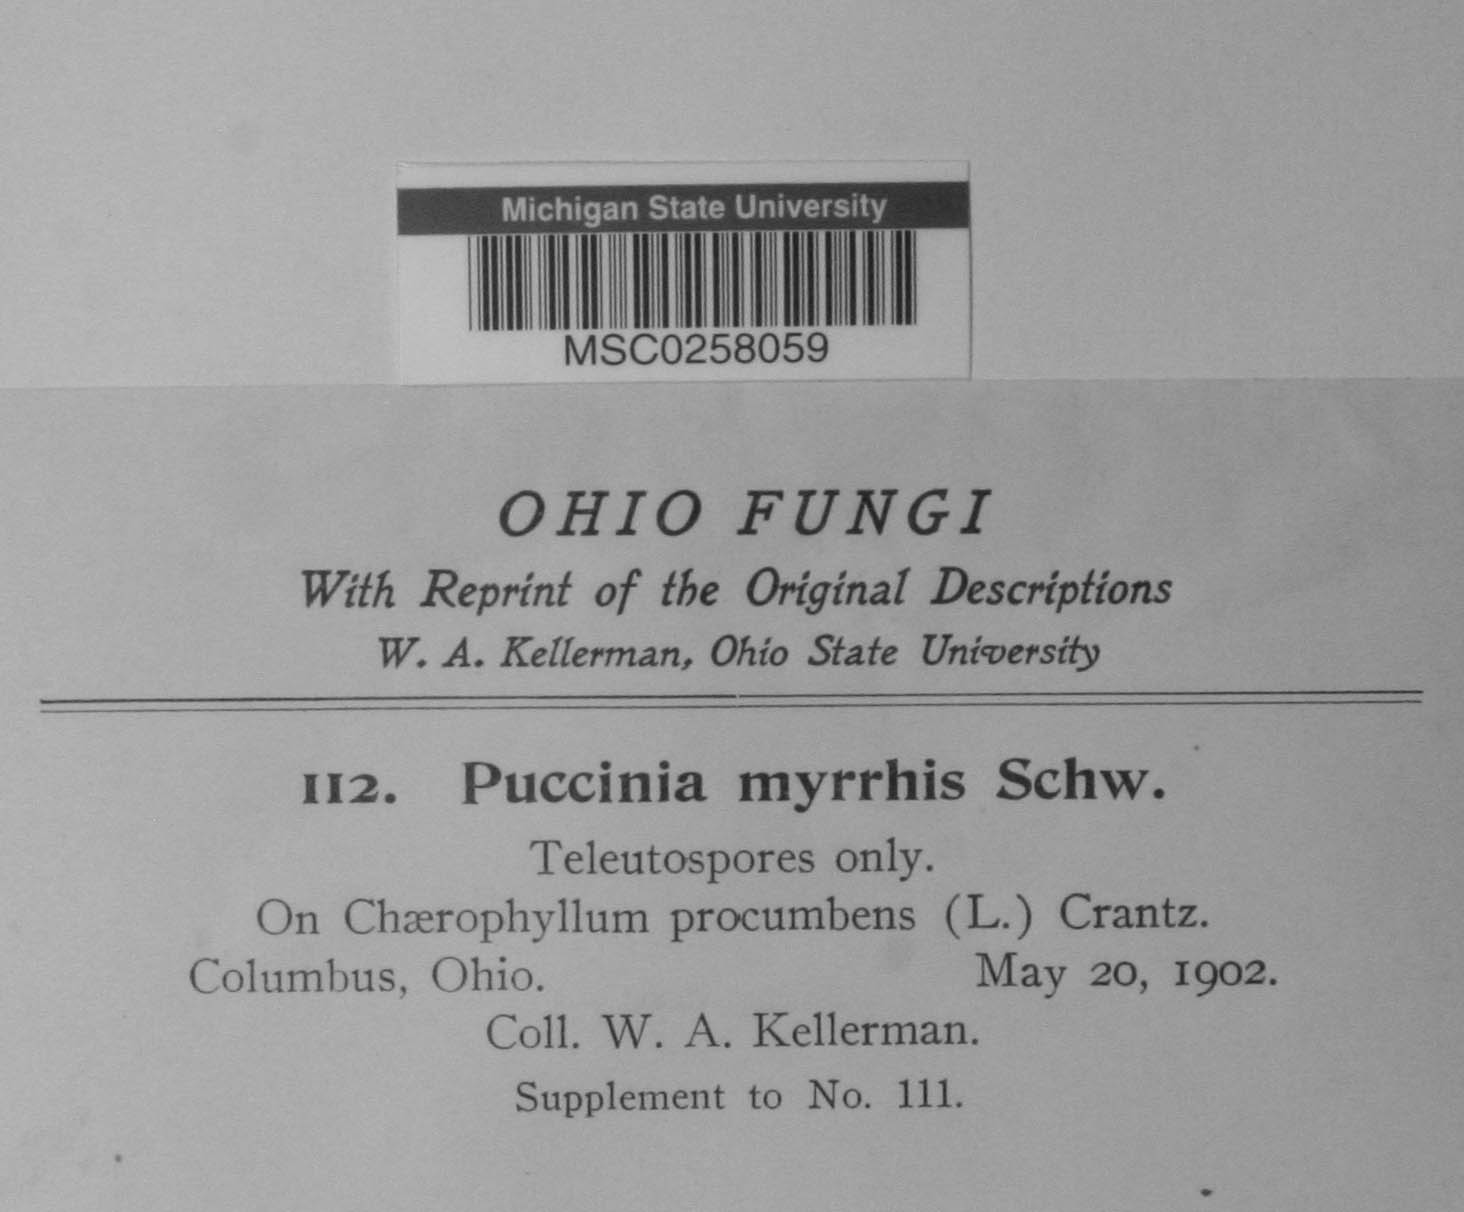 Michigan State University
MSC0258059
OHIO FUNGI
With Reprint of the Original Descriptions
W. A. Kellerman, Ohio State University
112. Puccinia myrrhis Schw.
Teleutospores only.
On Chærophyllum procumbens (L.) Crantz.
Columbus, Ohio. May 20, 1902.
Coll. W. A. Kellerman.
Supplement to No. 111.